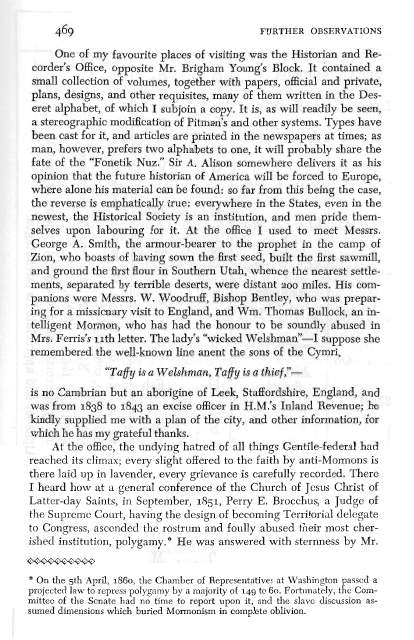 469 FURTHER OBSERVATIONS
One of my favourite places of visiting was the Historian and Re-
corder's Office, opposite Mr. Brigham Young's Block. It contained a
small collection of volumes, together with papers, official and private,
plans, designs, and other requisites, many of them written in the Des-
eret alphabet, of which I subjoin a copy. It is, as will readily be seen,
a stereographic modification of Pitman's and other systems. Types have
been cast for it, and articles are printed in the newspapers at times; as
man, however, prefers two alphabets to one, it will probably share the
fate of the "Fonetik Nuz." Sir A. Alison somewhere delivers it as his
opinion that the future historian of America will be forced to Europe,
where alone his material can be found: so far from this being the case,
the reverse is emphatically true: everywhere in the States, even in the
newest, the Historical Society is an institution, and men pride them-
selves upon labouring for it. At the office I used to meet Messrs.
George A. Smith, the armour-bearer to the prophet in the camp of
Zion, who boasts of having sown the first seed, built the first sawmill,
and ground the first flour in Southern Utah, whence the nearest settle-
ments, separated by terrible deserts, were distant 200 miles. His com-
panions were Messrs. W. Woodruff, Bishop Bentley, who was prepar-
ing for a missionary visit to England, and Wm. Thomas Bullock, an in-
telligent Mormon, who has had the honour to be soundly abused in
Mrs. Ferris's 11th letter. The lady's "wicked Welshman"—I suppose she
remembered the well-known line anent the sons of the Cymri,
"Taffy is a Welshman, Taffy is a thief,"—
is no Cambrian but an aborigine of Leek, Staffordshire, England, and
was from 1838 to 1843 an excise officer in H.M.'s Inland Revenue; he
kindly supplied me with a plan of the city, and other information, for
which he has my grateful thanks.
At the office, the undying hatred of all things Gentile-federal had
reached its climax; every slight offered to the faith by anti-Mormons is
there laid up in lavender, every grievance is carefully recorded. There
I heard how at a general conference of the Church of Jesus Christ of
Latter-day Saints, in September, 1851, Perry E. Brocchus, a Judge of
the Supreme Court, having the design of becoming Territorial delegate
to Congress, ascended the rostrum and foully abused their most cher-
ished institution, polygamy.* He was answered with sternness by Mr.
* On the 5th April, 1860, the Chamber of Representatives at Washington passed a
projected law to repress polygamy by a majority of 149 to 60. Fortunately, the Com-
mittee of the Senate had no time to report upon it, and the slave discussion as-
sumed dimensions which buried Mormonism in complete oblivion.